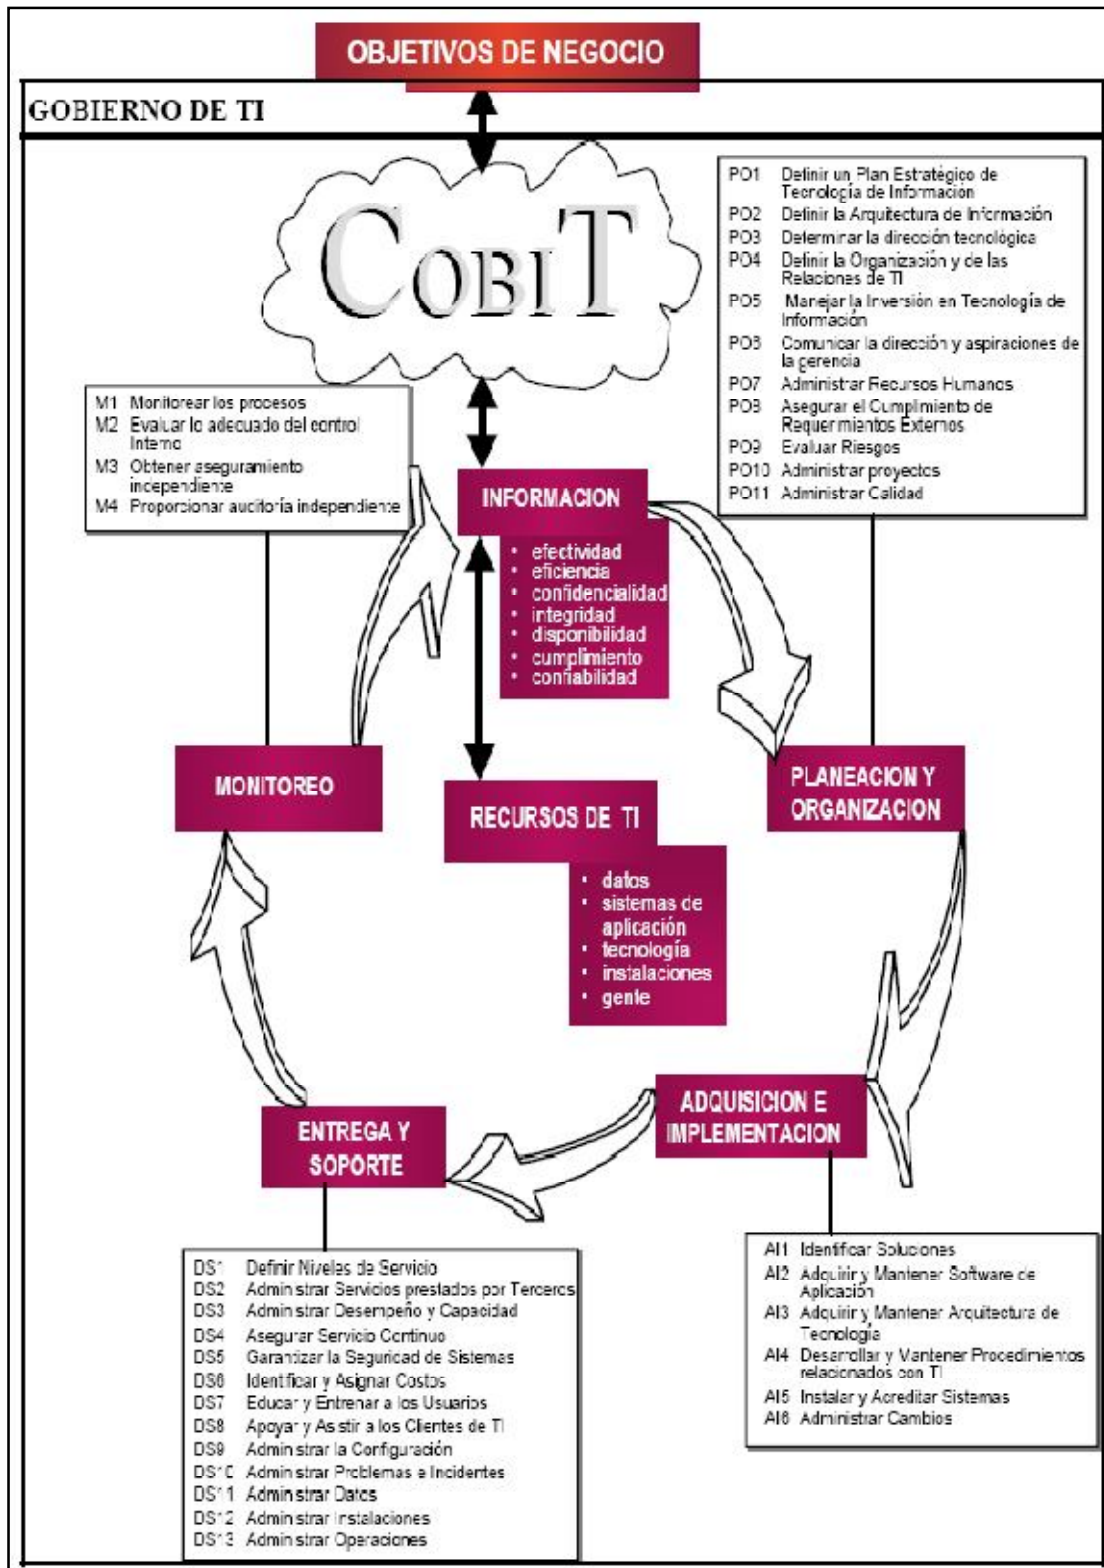 OBJETIVOS DE NEGOCIO
GOBIERNO DE TI
COBIT
PO1 Definir un Plan Estratégico de
Tecnología de Información
PO2 Definir la Arquitectura de Información
PO3 Determinar la dirección tecnológica
PO4 Definir la Organización y de las
Relaciones de TI
PO5 Manejar la Inversión en Tecnología de
Información
PO6 Comunicar la dirección y aspiraciones de
la gerencia
PO7 Administrar Recursos Humanos
PO8 Asegurar el Cumplimiento de
Requerimientos Externos
PO9 Evaluar Riesgos
PO10 Administrar proyectos
PO11 Administrar Calidad
M1 Monitorear los procesos
M2 Evaluar lo adecuado del control
Interno
M3 Obtener aseguramiento
independiente
M4 Proporcionar auditoría independiente
INFORMACION
• efectividad
• eficiencia
• confidencialidad
• integridad
• disponibilidad
• cumplimiento
• confiabilidad
MONITOREO
PLANEACION Y
ORGANIZACION
RECURSOS DE TI
• datos
• sistemas de
aplicación
• tecnología
• instalaciones
• gente
ADQUISICION E
IMPLEMENTACION
ENTREGA Y
SOPORTE
DS1 Definir Niveles de Servicio
DS2 Administrar Servicios prestados por Terceros
DS3 Administrar Desempeño y Capacidad
DS4 Asegurar Servicio Continuo
DS5 Garantizar la Seguridad de Sistemas
DS6 Identificar y Asignar Costos
DS7 Educar y Entrenar a los Usuarios
DS8 Apoyar y Asistir a los Clientes de TI
DS9 Administrar la Configuración
DS10 Administrar Problemas e Incidentes
DS11 Administrar Datos
DS12 Administrar Instalaciones
DS13 Administrar Operaciones
AI1 Identificar Soluciones
AI2 Adquirir y Mantener Software de
Aplicación
AI3 Adquirir y Mantener Arquitectura de
Tecnología
AI4 Desarrollar y Mantener Procedimientos
relacionados con TI
AI5 Instalar y Acreditar Sistemas
AI6 Administrar Cambios